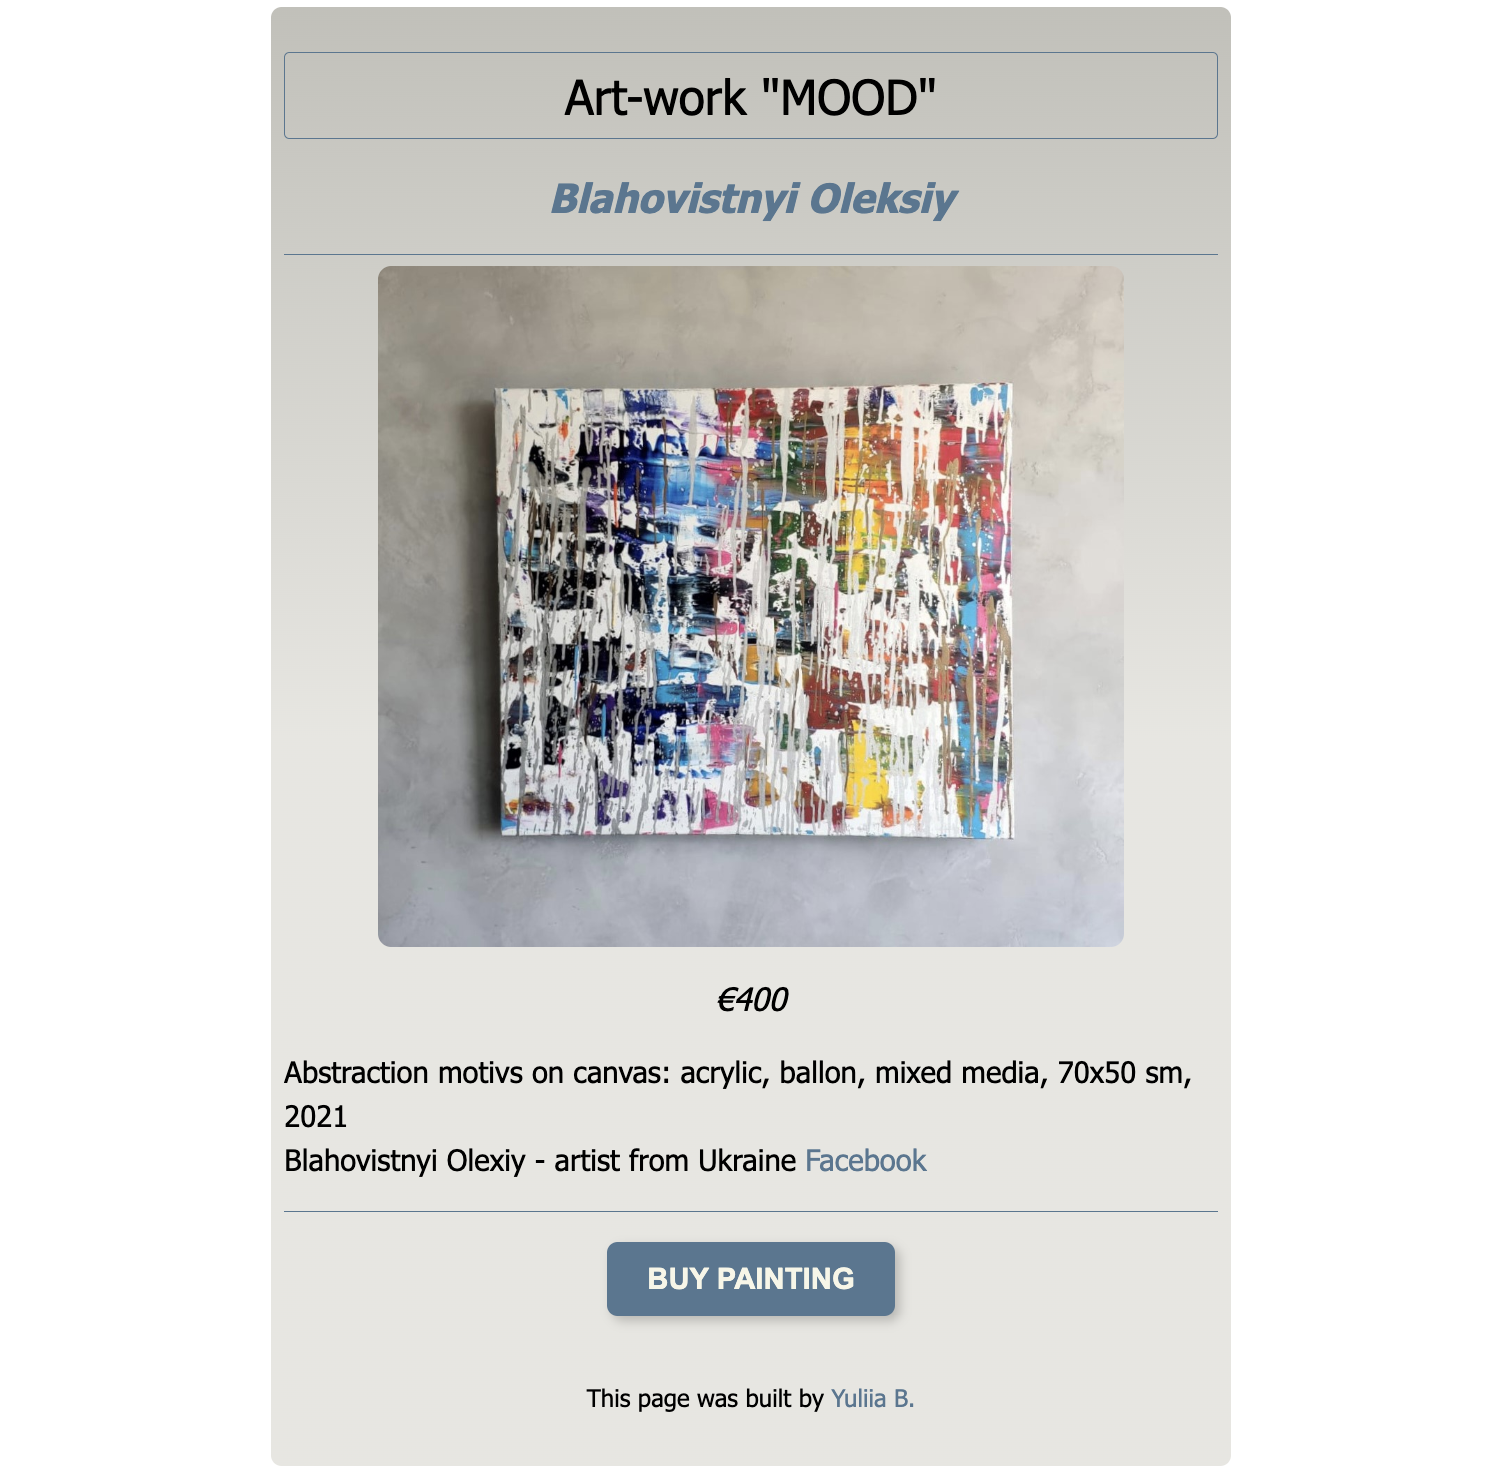 Art-work "MOOD"
Blahovistnyi Oleksiy
€400
Abstraction motivs on canvas: acrylic, ballon, mixed media, 70x50 sm,
2021
Blahovistnyi Olexiy - artist from Ukraine Facebook
BUY PAINTING
This page was built by Yuliia B.